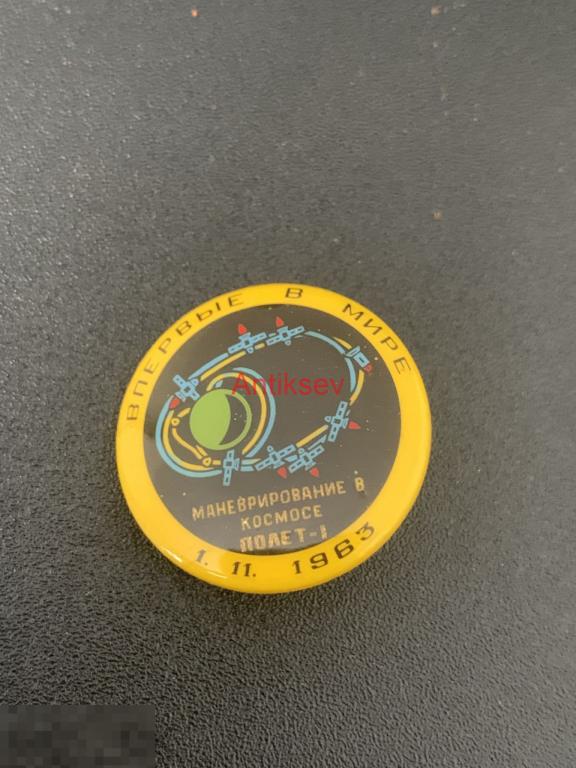 ВПЕРВЫЕ В МИРЕ
Antiksev
МАНЕВРИРОВАНИЕ В
КОСМОСЕ
ПОЛЕТ-1
1. 11. 1963